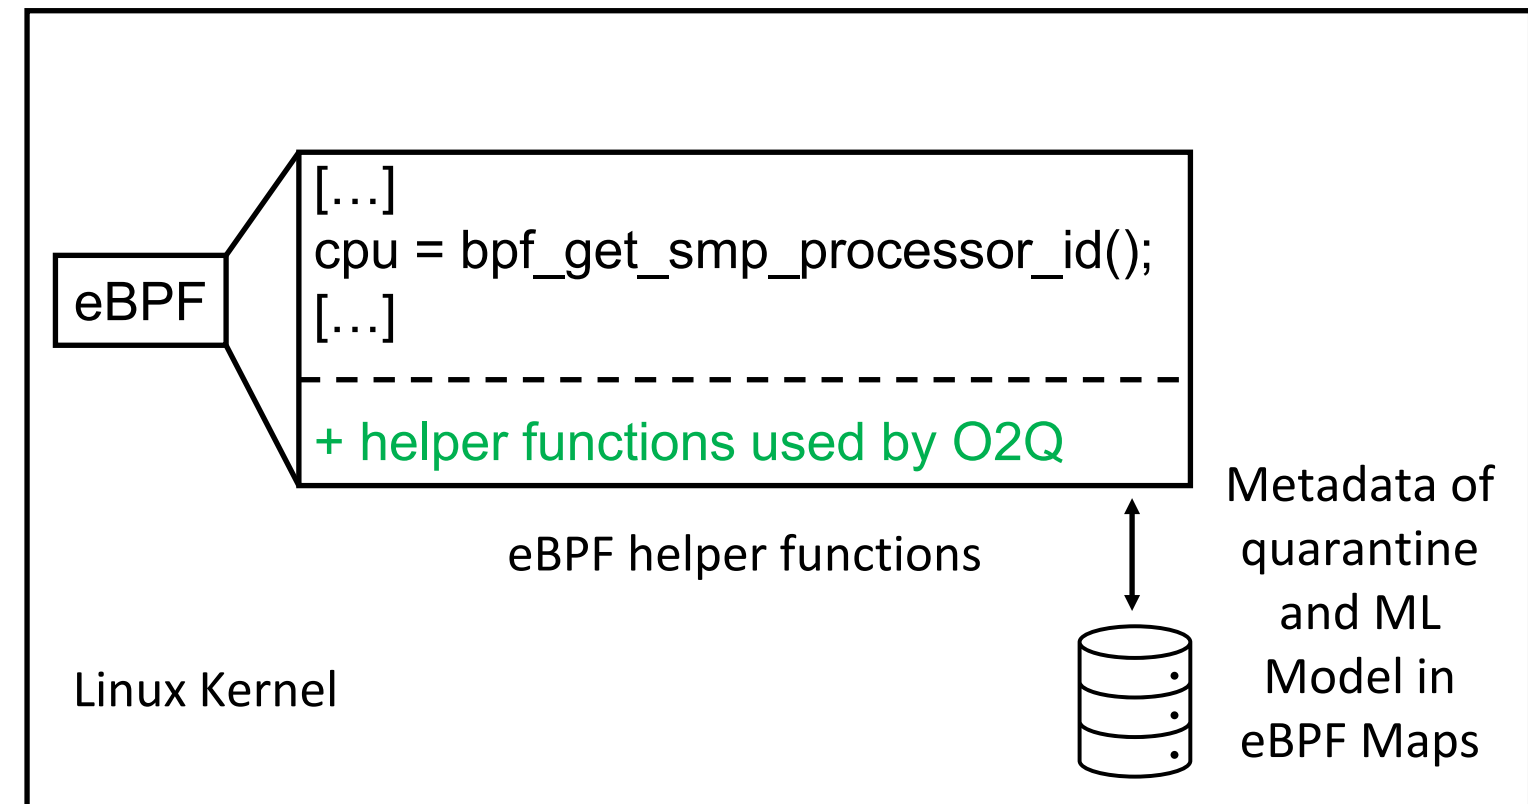 […]
cpu = bpf_get_smp_processor_id();
[…]
eBPF
+ helper functions used by O2Q
eBPF helper functions
Metadata of
quarantine
and ML
Model in
eBPF Maps
Linux Kernel